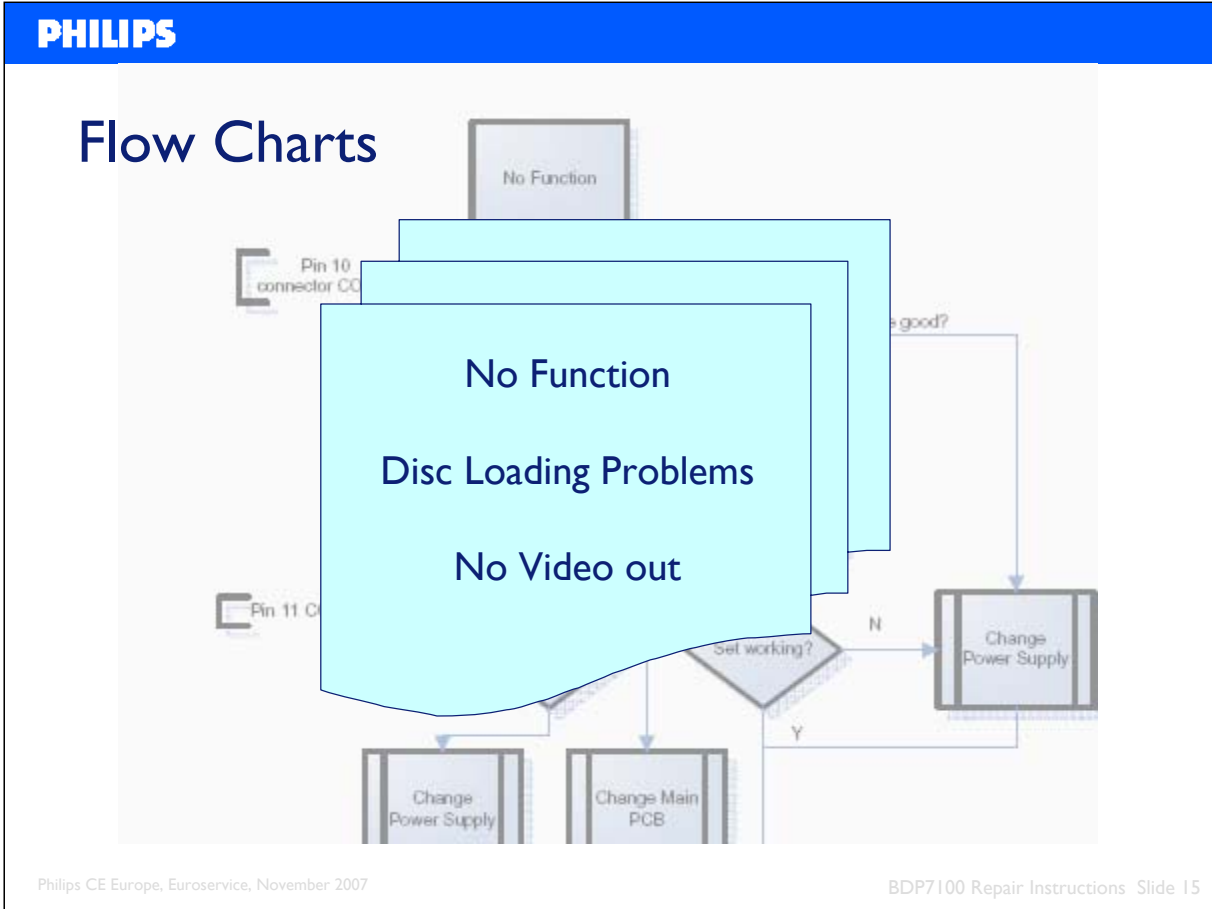 PHILIPS
Flow Charts
No Function
Pin 10
connector
good?
No Function
Disc Loading Problems
No Video out
Pin 11
Set working?
N
Change
Power Supply
Y
Change
Power Supply
Change Main
PCB
Philips CE Europe, Euroservice, November 2007
BDP7100 Repair Instructions Slide 15